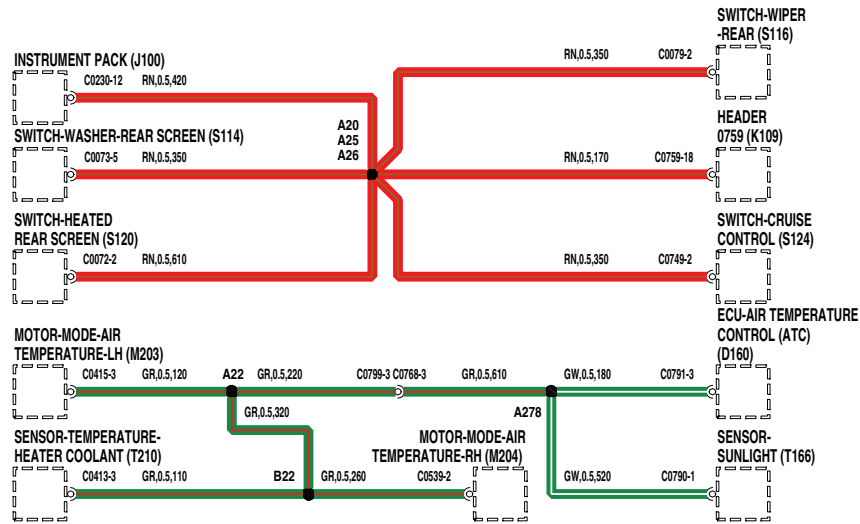 SWITCH-WIPER
-REAR (S116)
INSTRUMENT PACK (J100)
RN,0.5,350 C0079-2
C0230-12 RN,0.5,420
HEADER
0759 (K109)
A20
A25
A26
SWITCH-WASHER-REAR SCREEN (S114)
C0073-5 RN,0.5,350
RN,0.5,170 C0759-18
SWITCH-HEATED
REAR SCREEN (S120)
SWITCH-CRUISE
CONTROL (S124)
C0072-2 RN,0.5,610
RN,0.5,350 C0749-2
ECU-AIR TEMPERATURE
CONTROL (ATC)
(D160)
MOTOR-MODE-AIR
TEMPERATURE-LH (M203)
C0415-3 GR,0.5,120 A22 GR,0.5,220 C0799-3 C0768-3 GR,0.5,610 GW,0.5,180 C0791-3
GR,0.5,320 A278
SENSOR-TEMPERATURE-
HEATER COOLANT (T210)
MOTOR-MODE-AIR
TEMPERATURE-RH (M204)
SENSOR-
SUNLIGHT (T166)
C0413-3 GR,0.5,110 B22 GR,0.5,260 C0539-2 GW,0.5,520 C0790-1